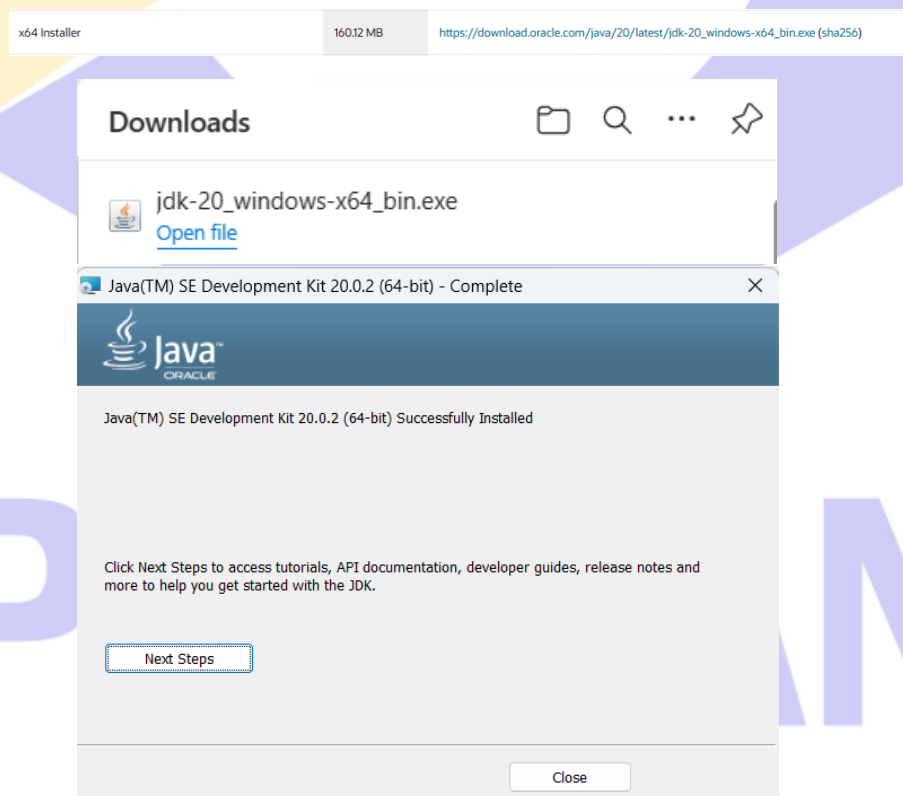 x64 Installer 160.12 MB https://download.oracle.com/java/20/latest/jdk-20_windows-x64_bin.exe (sha256)
Downloads
jdk-20_windows-x64_bin.exe
Open file
Java(TM) SE Development Kit 20.0.2 (64-bit) - Complete
Java™
ORACLE
Java(TM) SE Development Kit 20.0.2 (64-bit) Successfully Installed
Click Next Steps to access tutorials, API documentation, developer guides, release notes and
more to help you get started with the JDK.
Next Steps
Close